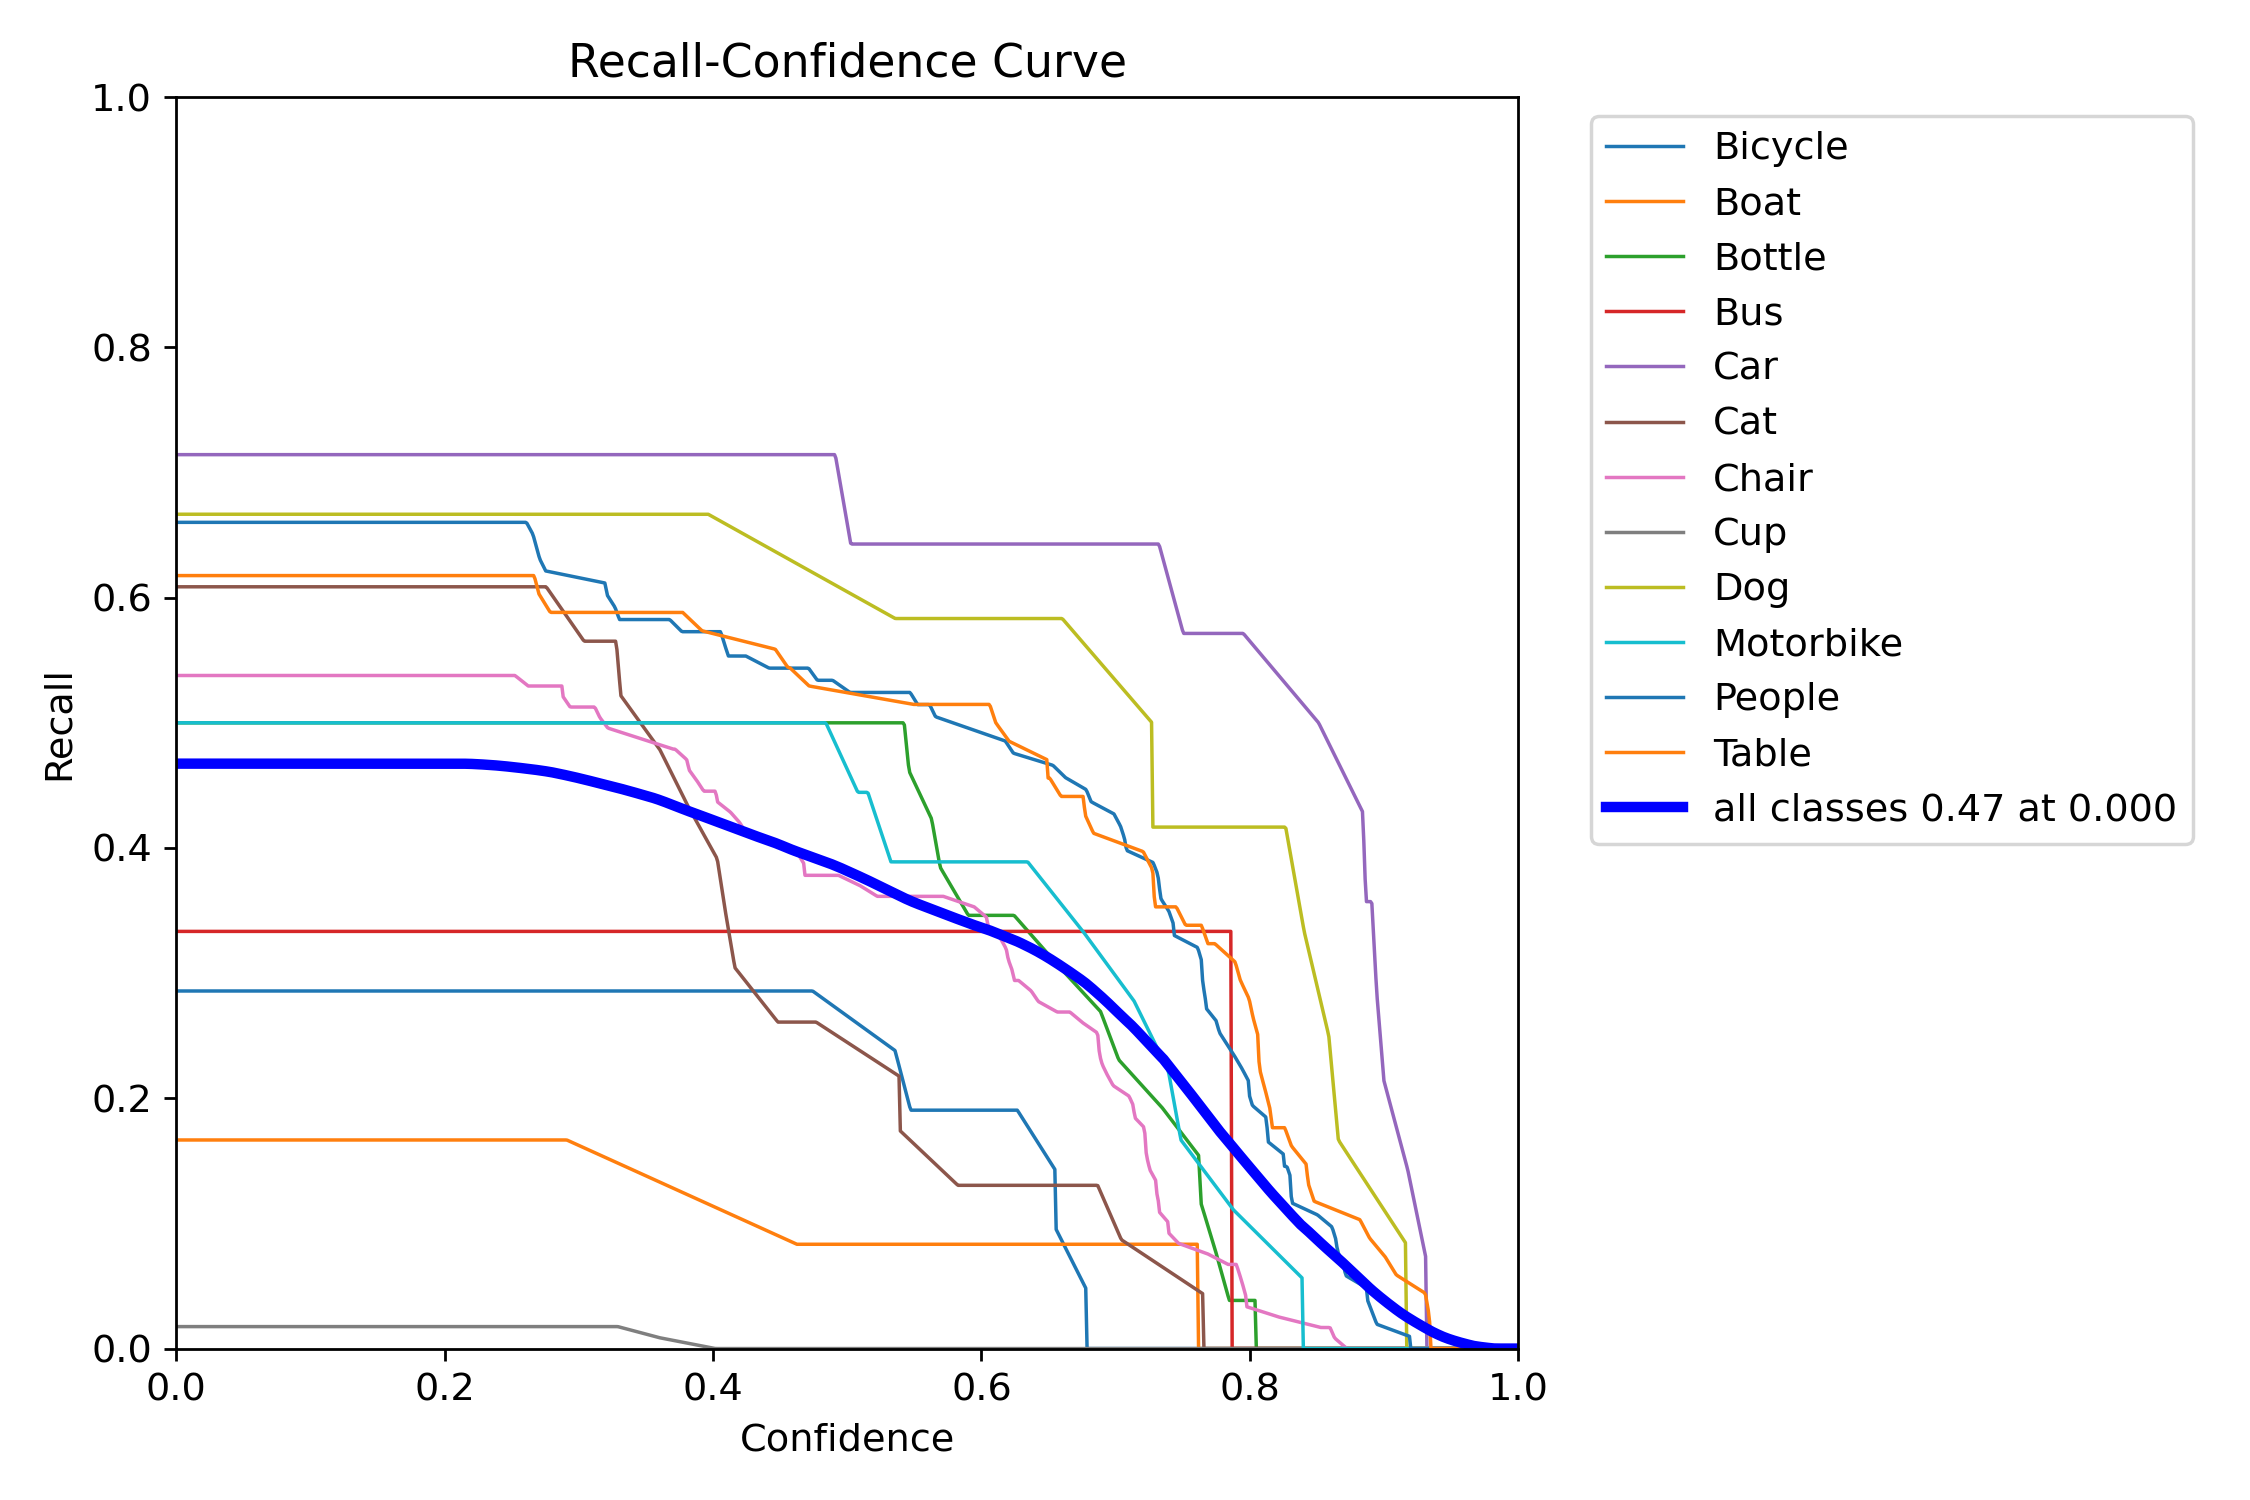 Recall-Confidence Curve
1.0
0.8
0.6
0.4
0.2
0.0
Recall
0.0 0.2 0.4 0.6 0.8 1.0
Confidence
Bicycle
Boat
Bottle
Bus
Car
Cat
Chair
Cup
Dog
Motorbike
People
Table
all classes 0.47 at 0.000